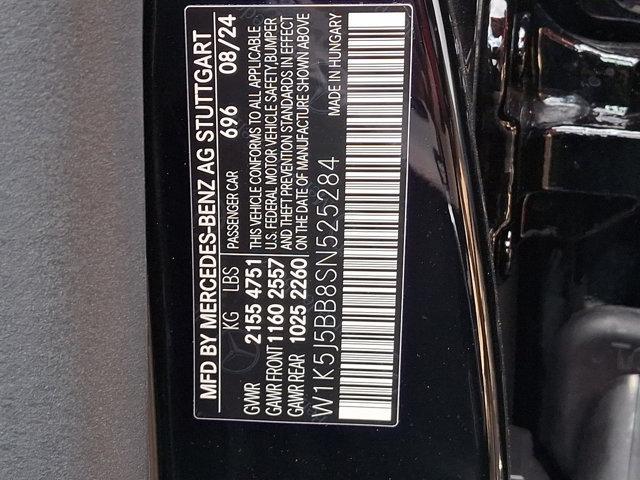 MFD BY MERCEDES-BENZ AG STUTTGART
KG LBS PASSENGER CAR 696 08/24
GVWR 2155 4751 THIS VEHICLE CONFORMS TO ALL APPLICABLE
GAWR FRONT 1160 2557 U.S. FEDERAL MOTOR VEHICLE SAFETY,BUMPER
GAWR REAR 1025 2260 AND THEFT PREVENTION STANDARDS IN EFFECT
ON THE DATE OF MANUFACTURE SHOWN ABOVE
W1K5J5BB8SN525284 MADE IN HUNGARY